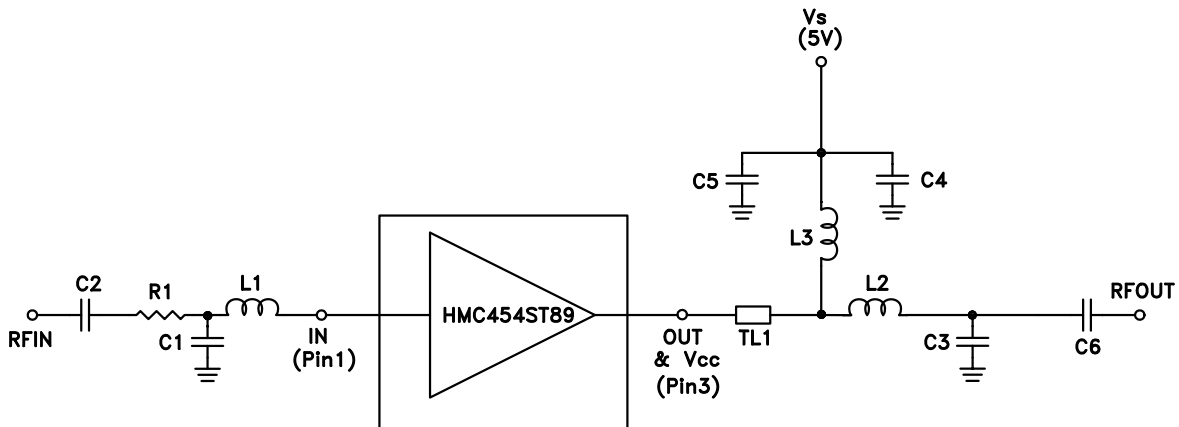 Vs
(5V)
C5
C4
L3
C2
R1
L1
L2
RFOUT
HMC454ST89
RFIN
C1
IN
(Pin1)
OUT
& Vcc
(Pin3)
TL1
C3
C6